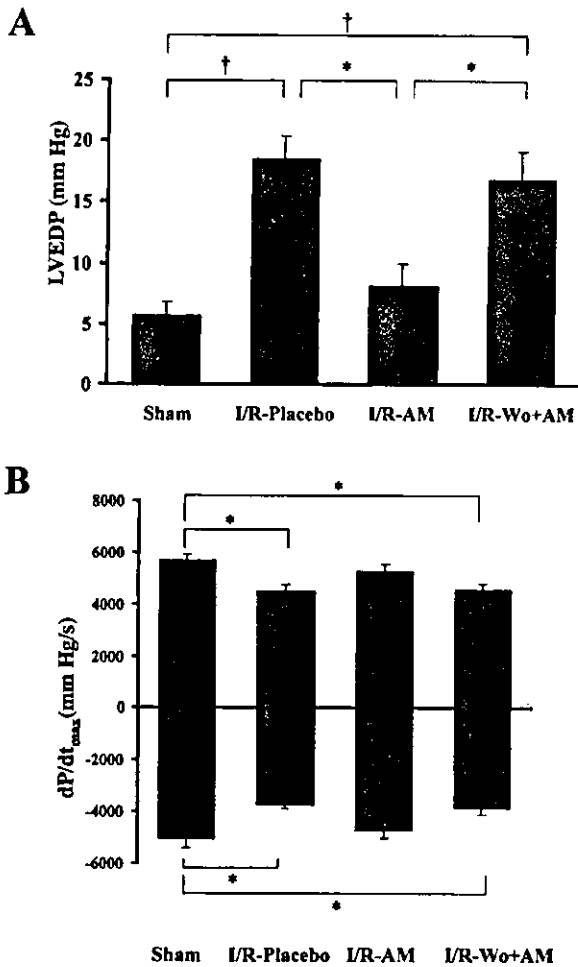 A
†
† * *
25
20
15
10
5
0
LVEDP (mm Hg)
Sham I/R-Placebo I/R-AM I/R-Wo+AM
B
*
*
8000
6000
4000
2000
0
-2000
-4000
-6000
dP/dtmax(mm Hg/s)
*
*
Sham I/R-Placebo I/R-AM I/R-Wo+AM